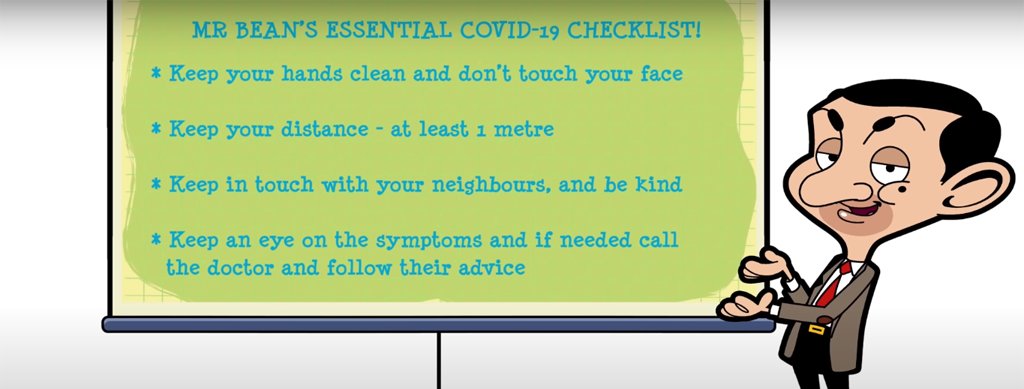 MR BEAN'S ESSENTIAL COVID-19 CHECKLIST!
* Keep your hands clean and don't touch your face
* Keep your distance - at least 1 metre
* Keep in touch with your neighbours, and be kind
* Keep an eye on the symptoms and if needed call
the doctor and follow their advice